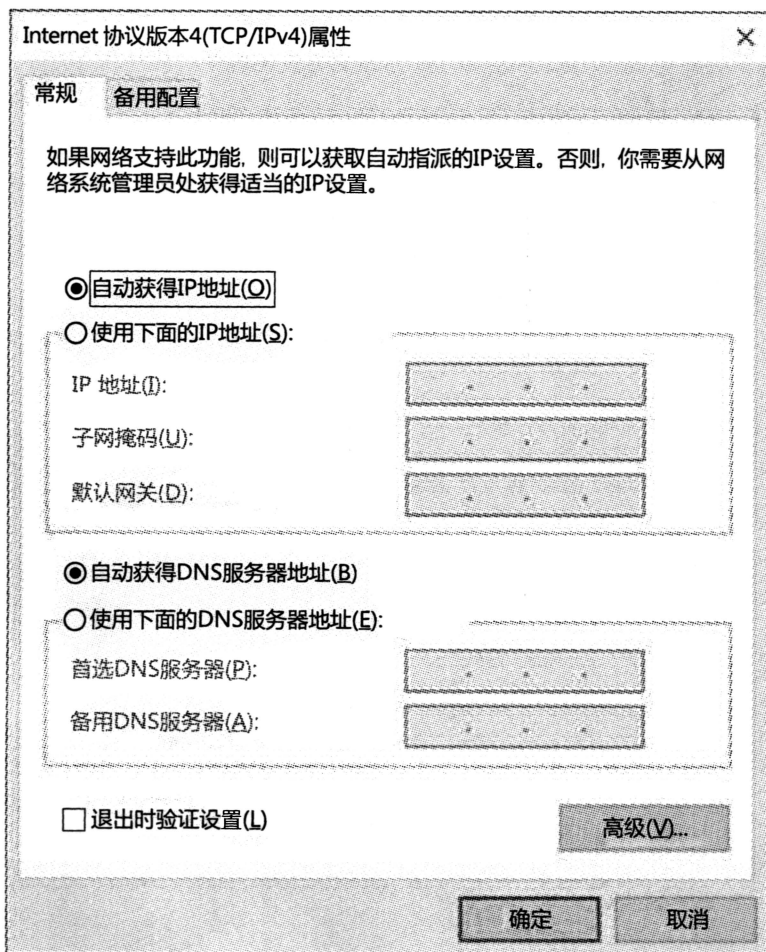 Internet 协议版本4(TCP/IPv4)属性
常规
备用配置
如果网络支持此功能, 则可以获取自动指派的IP设置。否则, 你需要从网
络系统管理员处获得适当的IP设置。
自动获得IP地址(O)
使用下面的IP地址(S):
IP 地址(I):
子网掩码(U):
默认网关(D):
自动获得DNS服务器地址(B)
使用下面的DNS服务器地址(E):
首选DNS服务器(P):
备用DNS服务器(A):
退出时验证设置(L)
高级(V)...
确定
取消